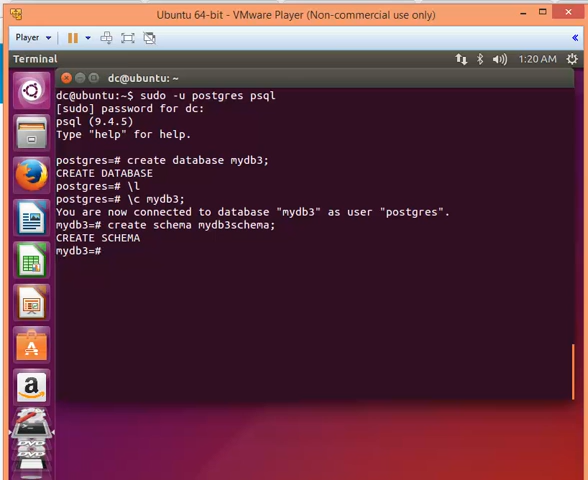 Ubuntu 64-bit - VMware Player (Non-commercial use only)
Player
Terminal
1:20 AM
dc@ubuntu: ~
dc@ubuntu:~$ sudo -u postgres psql
[sudo] password for dc:
psql (9.4.5)
Type "help" for help.
postgres=# create database mydb3;
CREATE DATABASE
postgres=# \l
postgres=# \c mydb3;
You are now connected to database "mydb3" as user "postgres".
mydb3=# create schema mydb3schema;
CREATE SCHEMA
mydb3=#
DVD
DVD